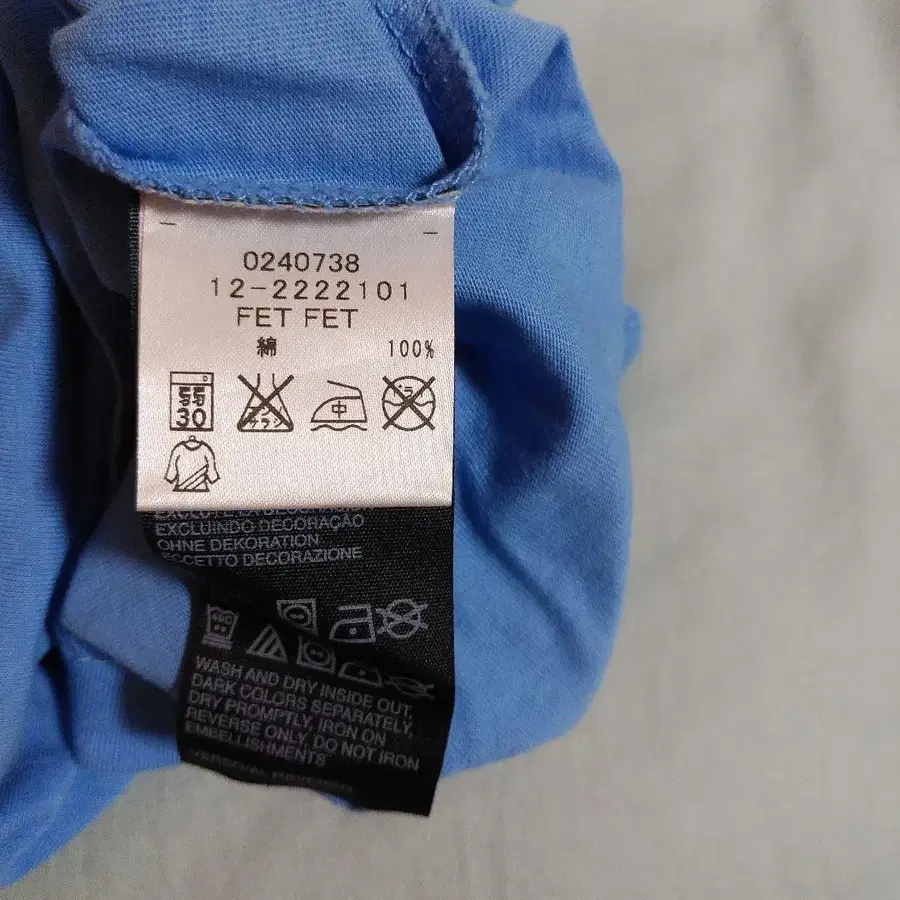 0240738
12-2222101
FET FET
綿 100%
弱 30 中
EXCLUINDO DECORAÇÃO
OHNE DEKORATION
ECCETTO DECORAZIONE
WASH AND DRY INSIDE OUT,
DARK COLORS SEPARATELY,
DRY PROMPTLY, IRON ON
REVERSE ONLY, DO NOT IRON
EMBELLISHMENTS